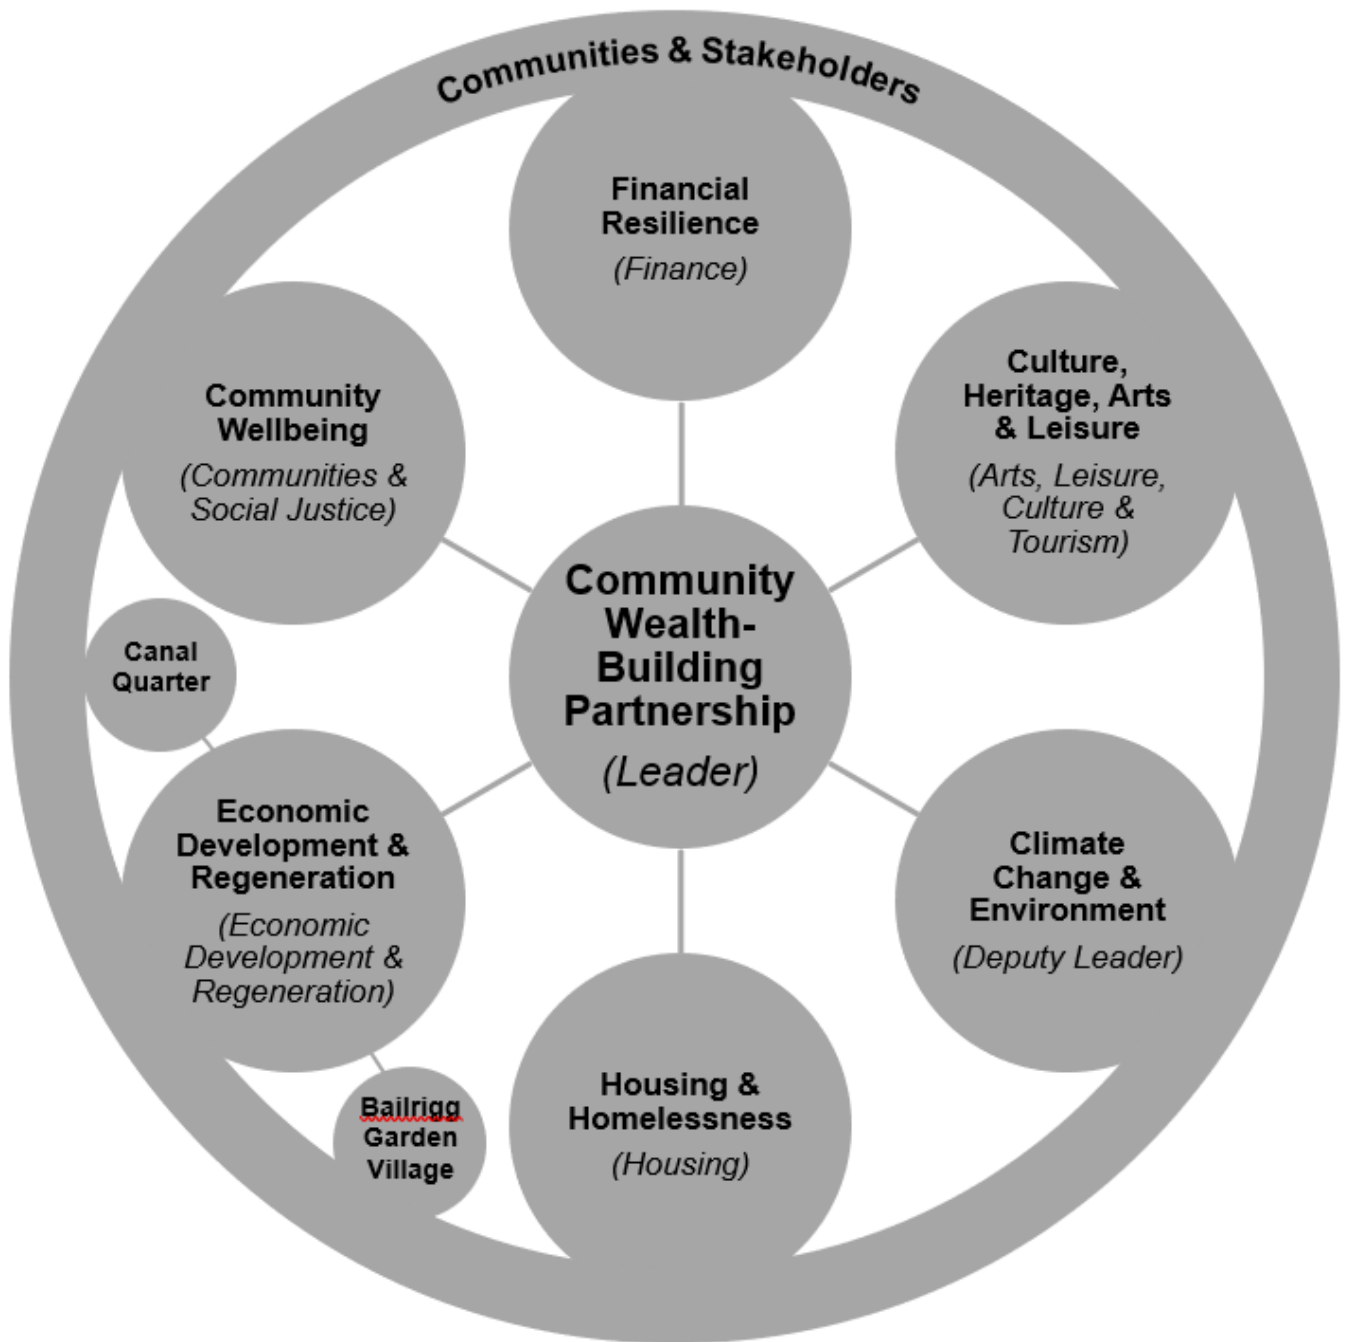 Communities & Stakeholders
Financial
Resilience
(Finance)
Culture,
Heritage, Arts
& Leisure
(Arts, Leisure,
Culture &
Tourism)
Community
Wellbeing
(Communities &
Social Justice)
Community
Wealth-
Building
Partnership
(Leader)
Canal
Quarter
Economic
Development &
Regeneration
(Economic
Development &
Regeneration)
Climate
Change &
Environment
(Deputy Leader)
Housing &
Homelessness
(Housing)
Bailrigg
Garden
Village